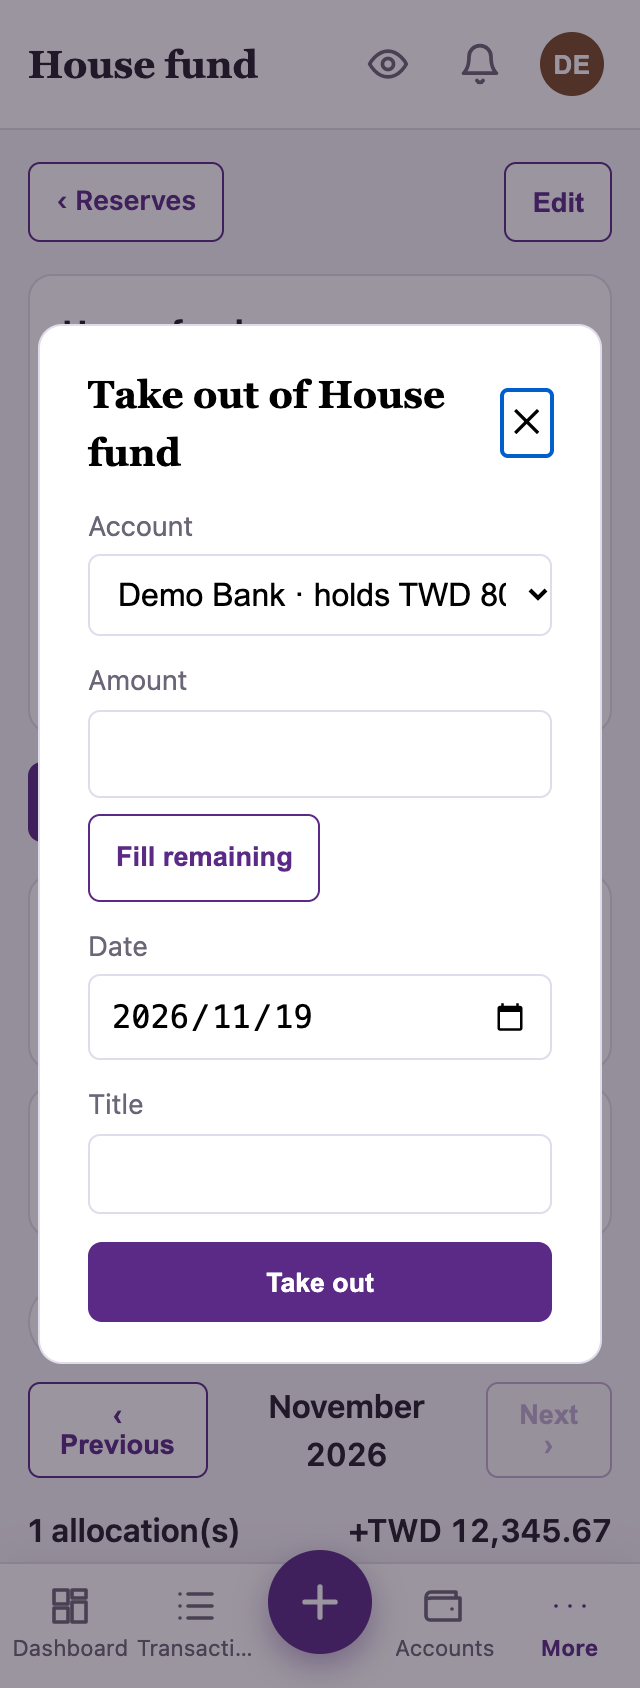 House fund
DE
‹ Reserves
Edit
Take out of House
fund
Account
Demo Bank · holds TWD 80
Amount
Fill remaining
Date
2026/11/19
Title
Take out
‹
Previous
November
2026
Next
›
1 allocation(s)
+TWD 12,345.67
Dashboard
Transacti...
Accounts
More